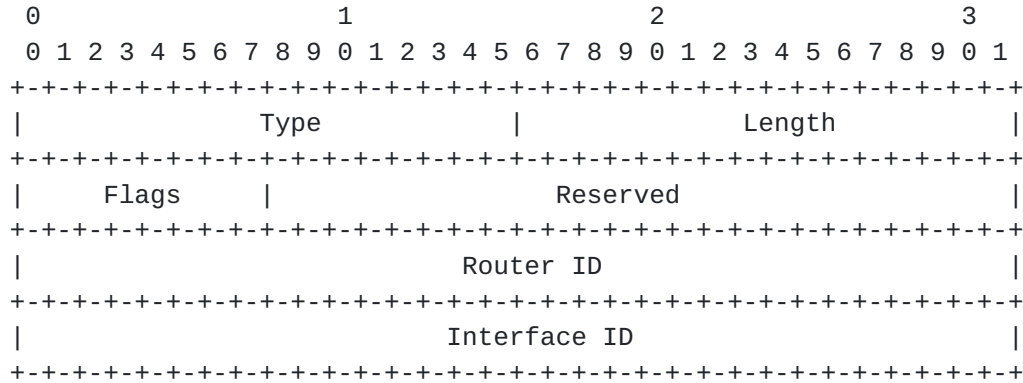 0                   1                   2                   3
 0 1 2 3 4 5 6 7 8 9 0 1 2 3 4 5 6 7 8 9 0 1 2 3 4 5 6 7 8 9 0 1
+-+-+-+-+-+-+-+-+-+-+-+-+-+-+-+-+-+-+-+-+-+-+-+-+-+-+-+-+-+-+-+-+
|               Type            |              Length           |
+-+-+-+-+-+-+-+-+-+-+-+-+-+-+-+-+-+-+-+-+-+-+-+-+-+-+-+-+-+-+-+-+
|     Flags     |                  Reserved                     |
+-+-+-+-+-+-+-+-+-+-+-+-+-+-+-+-+-+-+-+-+-+-+-+-+-+-+-+-+-+-+-+-+
|                            Router ID                          |
+-+-+-+-+-+-+-+-+-+-+-+-+-+-+-+-+-+-+-+-+-+-+-+-+-+-+-+-+-+-+-+-+
|                           Interface ID                        |
+-+-+-+-+-+-+-+-+-+-+-+-+-+-+-+-+-+-+-+-+-+-+-+-+-+-+-+-+-+-+-+-+